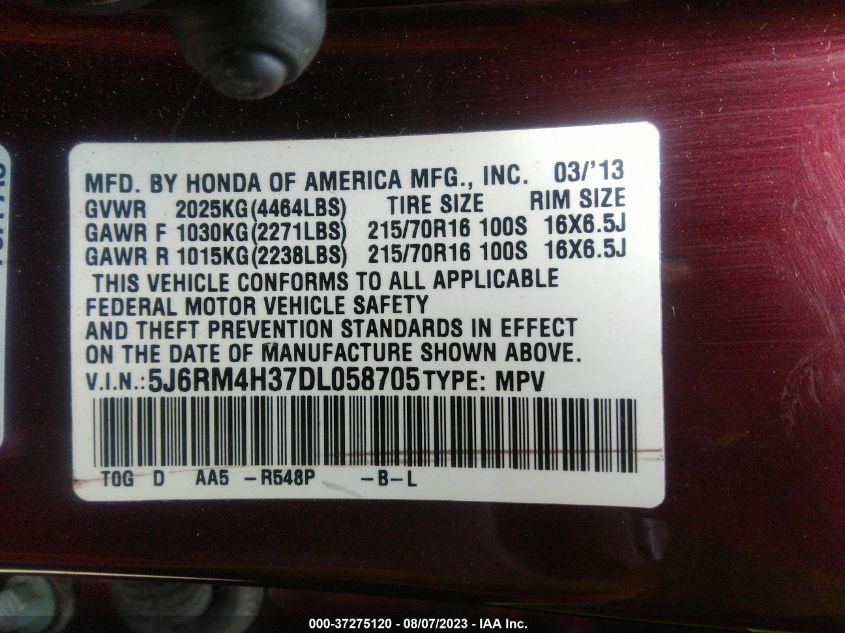 MFD. BY HONDA OF AMERICA MFG., INC. 03/'13
GVWR 2025KG(4464LBS) TIRE SIZE RIM SIZE
GAWR F 1030KG(2271LBS) 215/70R16 100S 16X6.5J
GAWR R 1015KG(2238LBS) 215/70R16 100S 16X6.5J
THIS VEHICLE CONFORMS TO ALL APPLICABLE
FEDERAL MOTOR VEHICLE SAFETY
AND THEFT PREVENTION STANDARDS IN EFFECT
ON THE DATE OF MANUFACTURE SHOWN ABOVE.
V.I.N.: 5J6RM4H37DL058705 TYPE: MPV
T0G D AA5 -R548P -B-L
000-37275120 - 08/07/2023 - IAA Inc.